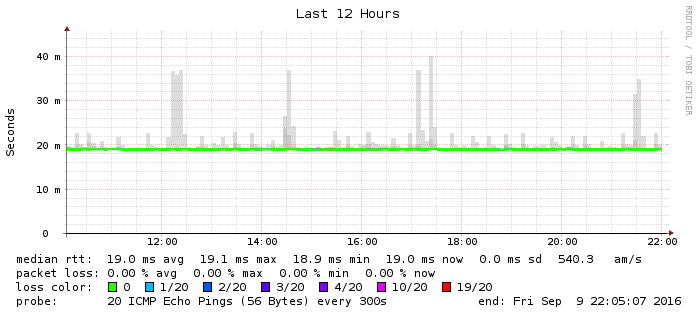 Last 12 Hours
RRDTOOL / TOBI OETIKER
Seconds
40 m
30 m
20 m
10 m
0
12:00 14:00 16:00 18:00 20:00 22:00
median rtt: 19.0 ms avg 19.1 ms max 18.9 ms min 19.0 ms now 0.0 ms sd 540.3 am/s
packet loss: 0.00 % avg 0.00 % max 0.00 % min 0.00 % now
loss color: 0 1/20 2/20 3/20 4/20 10/20 19/20
probe: 20 ICMP Echo Pings (56 Bytes) every 300s end: Fri Sep 9 22:05:07 2016